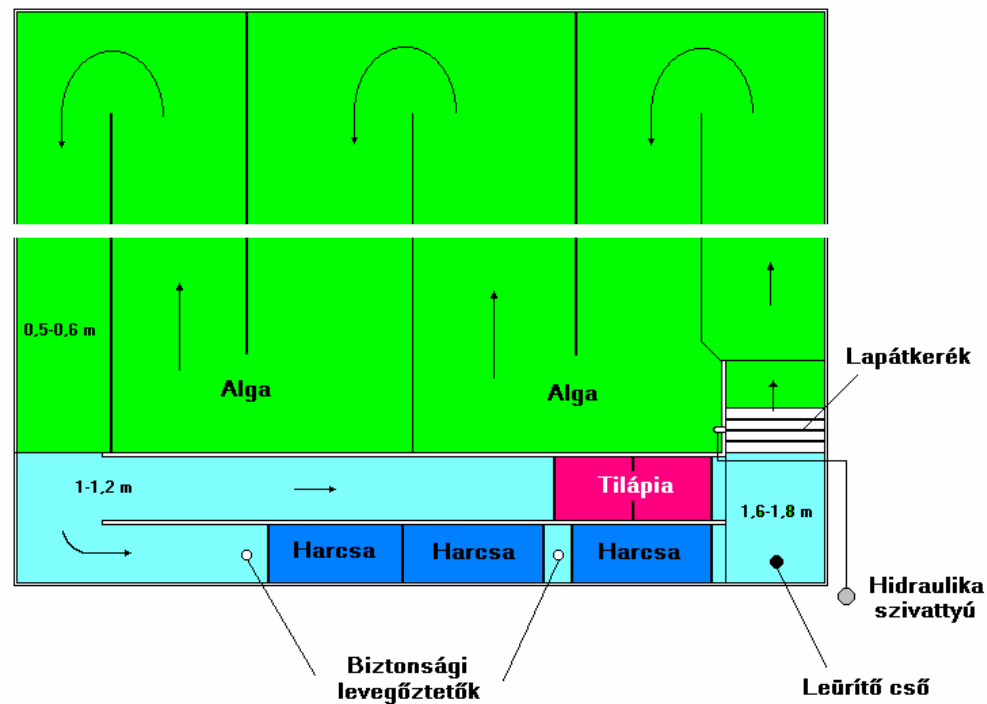 0,5-0,6 m
Alga
Alga
Lapátkerék
1-1,2 m
Tilápia
1,6-1,8 m
Harcsa
Harcsa
Harcsa
Hidraulika
szivattyú
Biztonsági
levegőztetők
Leürítő cső